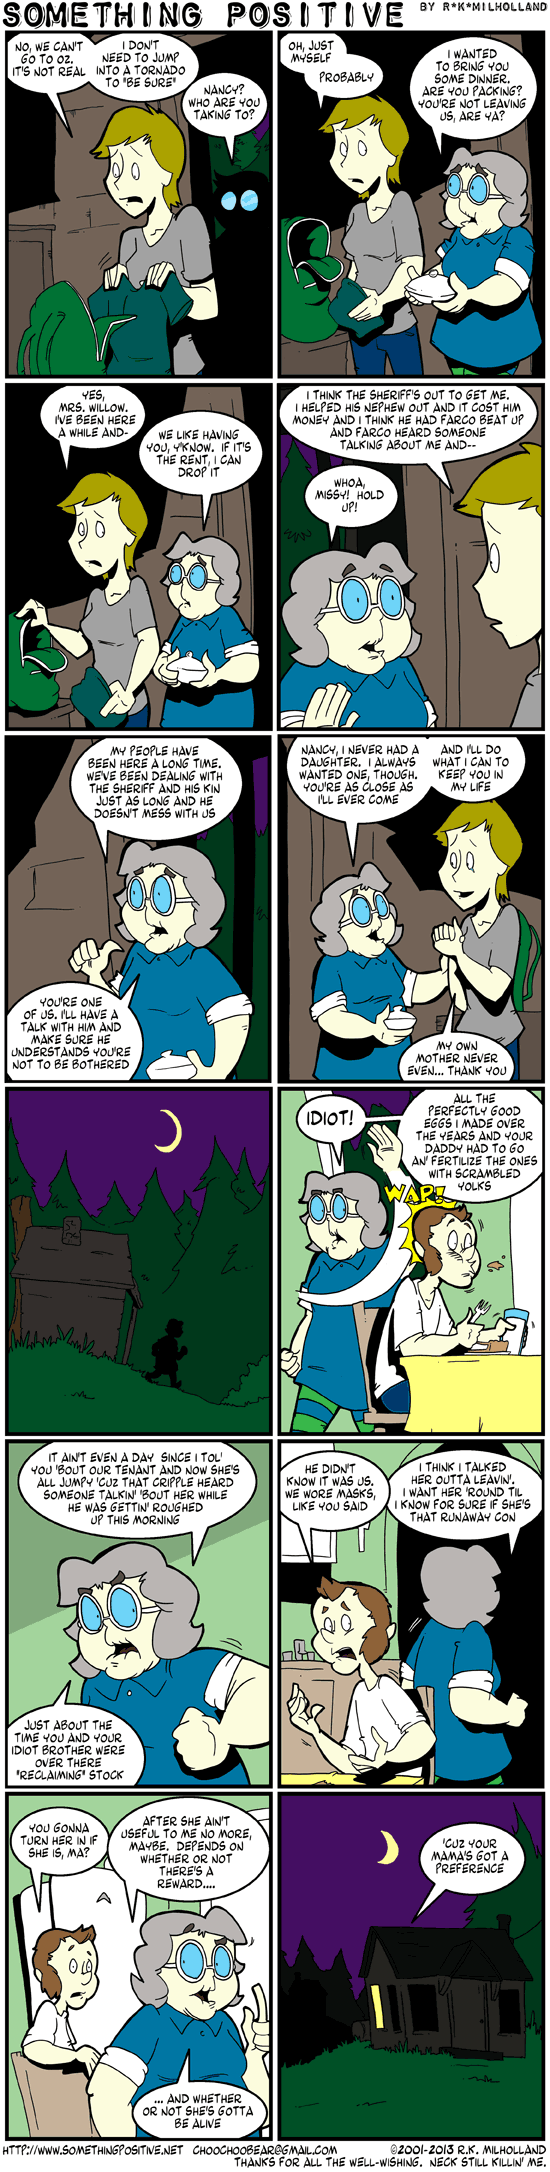 SOMETHING POSITIVE
BY R*K*MILHOLLAND
NO, WE CAN'T
GO TO OZ.
IT'S NOT REAL
I DON'T
NEED TO JUMP
INTO A TORNADO
TO "BE SURE"
NANCY?
WHO ARE YOU
TAKING TO?
OH, JUST
MYSELF
PROBABLY
I WANTED
TO BRING YOU
SOME DINNER.
ARE YOU PACKING?
YOU'RE NOT LEAVING
US, ARE YA?
YES,
MRS. WILLOW.
I'VE BEEN HERE
A WHILE AND-
WE LIKE HAVING
YOU, Y'KNOW. IF IT'S
THE RENT, I CAN
DROP IT
I THINK THE SHERIFF'S OUT TO GET ME.
I HELPED HIS NEPHEW OUT AND IT COST HIM
MONEY AND I THINK HE HAD FARGO BEAT UP
AND FARGO HEARD SOMEONE
TALKING ABOUT ME AND--
WHOA,
MISSY! HOLD
UP!
MY PEOPLE HAVE
BEEN HERE A LONG TIME.
WE'VE BEEN DEALING WITH
THE SHERIFF AND HIS KIN
JUST AS LONG AND HE
DOESN'T MESS WITH US
YOU'RE ONE
OF US. I'LL HAVE A
TALK WITH HIM AND
MAKE SURE HE
UNDERSTANDS YOU'RE
NOT TO BE BOTHERED
NANCY, I NEVER HAD A
DAUGHTER. I ALWAYS
WANTED ONE, THOUGH.
YOU'RE AS CLOSE AS
I'LL EVER COME
AND I'LL DO
WHAT I CAN TO
KEEP YOU IN
MY LIFE
MY OWN
MOTHER NEVER
EVEN... THANK YOU
IDIOT!
ALL THE
PERFECTLY GOOD
EGGS I MADE OVER
THE YEARS AND YOUR
DADDY HAD TO GO
AN' FERTILIZE THE ONES
WITH SCRAMBLED
YOLKS
WAP!
IT AIN'T EVEN A DAY SINCE I TOL'
YOU 'BOUT OUR TENANT AND NOW SHE'S
ALL JUMPY 'CUZ THAT CRIPPLE HEARD
SOMEONE TALKIN' 'BOUT HER WHILE
HE WAS GETTIN' ROUGHED
UP THIS MORNING
JUST ABOUT THE
TIME YOU AND YOUR
IDIOT BROTHER WERE
OVER THERE
"RECLAIMING" STOCK
HE DIDN'T
KNOW IT WAS US.
WE WORE MASKS,
LIKE YOU SAID
I THINK I TALKED
HER OUTTA LEAVIN'.
I WANT HER 'ROUND TIL
I KNOW FOR SURE IF SHE'S
THAT RUNAWAY CON
YOU GONNA
TURN HER IN IF
SHE IS, MA?
AFTER SHE AIN'T
USEFUL TO ME NO MORE,
MAYBE. DEPENDS ON
WHETHER OR NOT
THERE'S A
REWARD....
... AND WHETHER
OR NOT SHE'S GOTTA
BE ALIVE
'CUZ YOUR
MAMA'S GOT A
PREFERENCE
HTTP://WWW.SOMETHINGPOSITIVE.NET CHOOCHOOBEAR@GMAIL.COM ©2001-2013 R.K. MILHOLLAND
THANKS FOR ALL THE WELL-WISHING. NECK STILL KILLIN' ME.